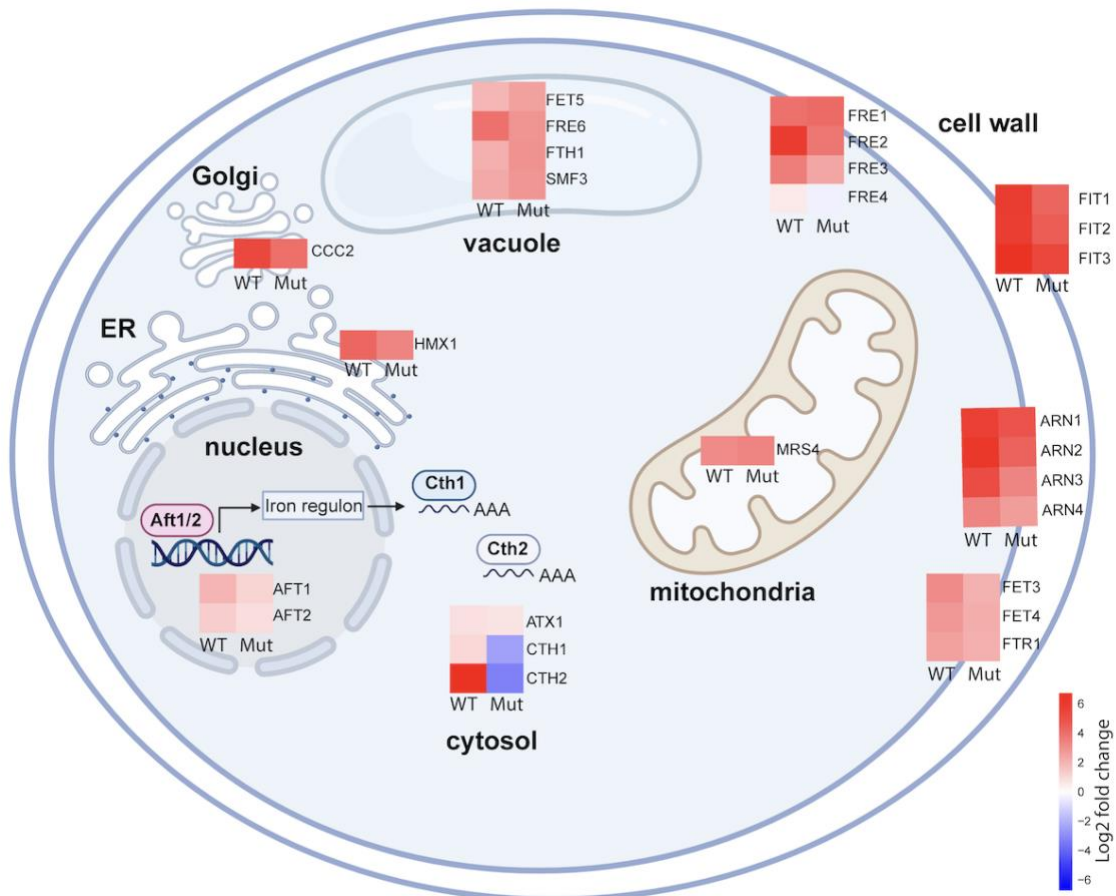 FET5
FRE6
FTH1
SMF3
WT Mut
vacuole
FRE1
FRE2
FRE3
FRE4
WT Mut
cell wall
FIT1
FIT2
FIT3
WT Mut
Golgi
CCC2
WT Mut
ER
HMX1
WT Mut
nucleus
Aft1/2
Iron regulon
Cth1
AAA
Cth2
AAA
AFT1
AFT2
WT Mut
MRS4
WT Mut
mitochondria
ARN1
ARN2
ARN3
ARN4
WT Mut
FET3
FET4
FTR1
WT Mut
ATX1
CTH1
CTH2
WT Mut
cytosol
6
4
2
0
−2
−4
−6
Log2 fold change